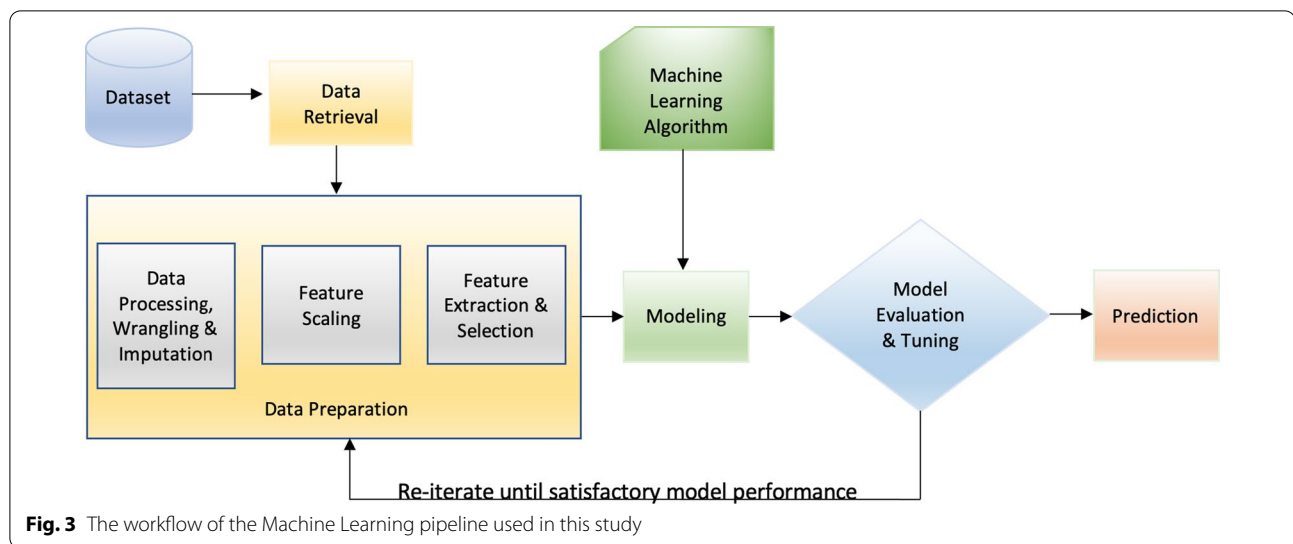 Dataset
Data
Retrieval
Machine
Learning
Algorithm
Data
Processing,
Wrangling &
Imputation
Feature
Scaling
Feature
Extraction &
Selection
Data Preparation
Modeling
Model
Evaluation
& Tuning
Prediction
Re-iterate until satisfactory model performance
Fig. 3 The workflow of the Machine Learning pipeline used in this study